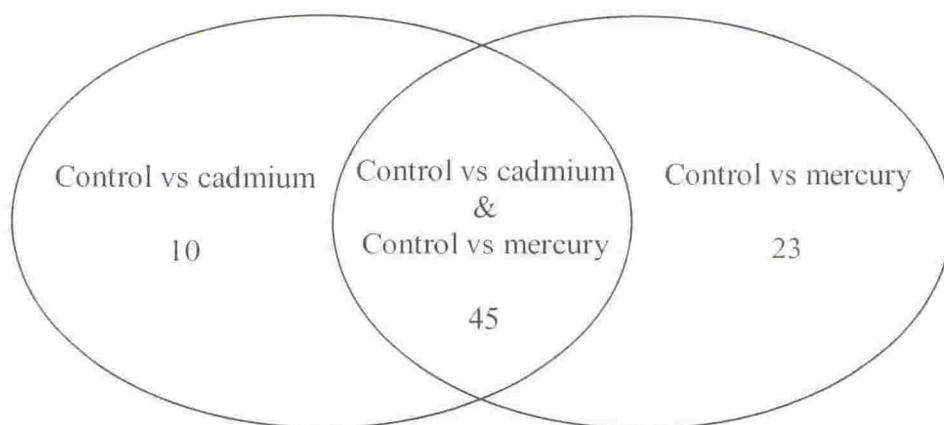 Control vs cadmium
10
Control vs cadmium
&
Control vs mercury
45
Control vs mercury
23